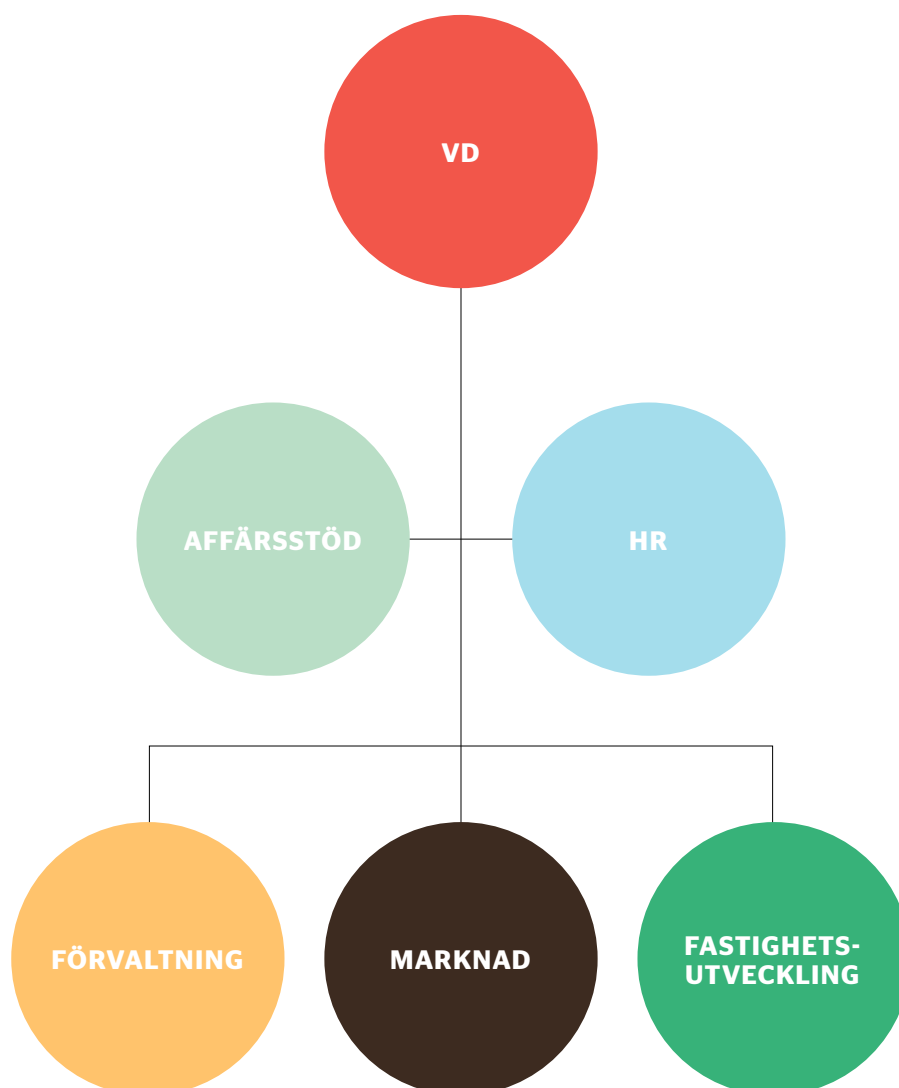 VD
AFFÄRSSTÖD
HR
FÖRVALTNING
MARKNAD
FASTIGHETS-
UTVECKLING